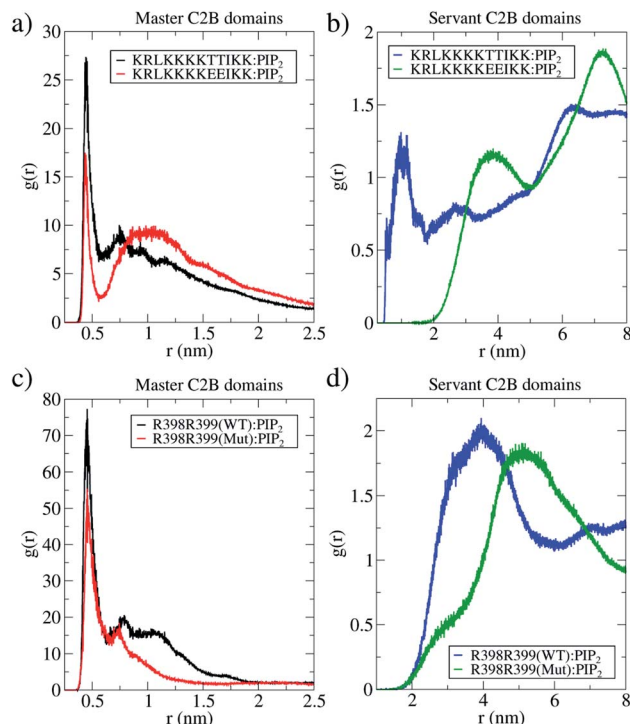 a)
Master C2B domains
KRLKKKKTTIKK:PIP2
KRLKKKKEEIKK:PIP2
30
25
20
15
10
5
0
g(r)
0.5
1
1.5
2
2.5
r (nm)
b)
Servant C2B domains
KRLKKKKTTIKK:PIP2
KRLKKKKEEIKK:PIP2
2
1.5
1
0.5
0
g(r)
2
4
6
8
r (nm)
c)
Master C2B domains
R398R399(WT):PIP2
R398R399(Mut):PIP2
80
70
60
50
40
30
20
10
0
g(r)
0.5
1
1.5
2
2.5
r (nm)
d)
Servant C2B domains
2
1.5
1
0.5
0
g(r)
R398R399(WT):PIP2
R398R399(Mut):PIP2
2
4
6
8
r (nm)